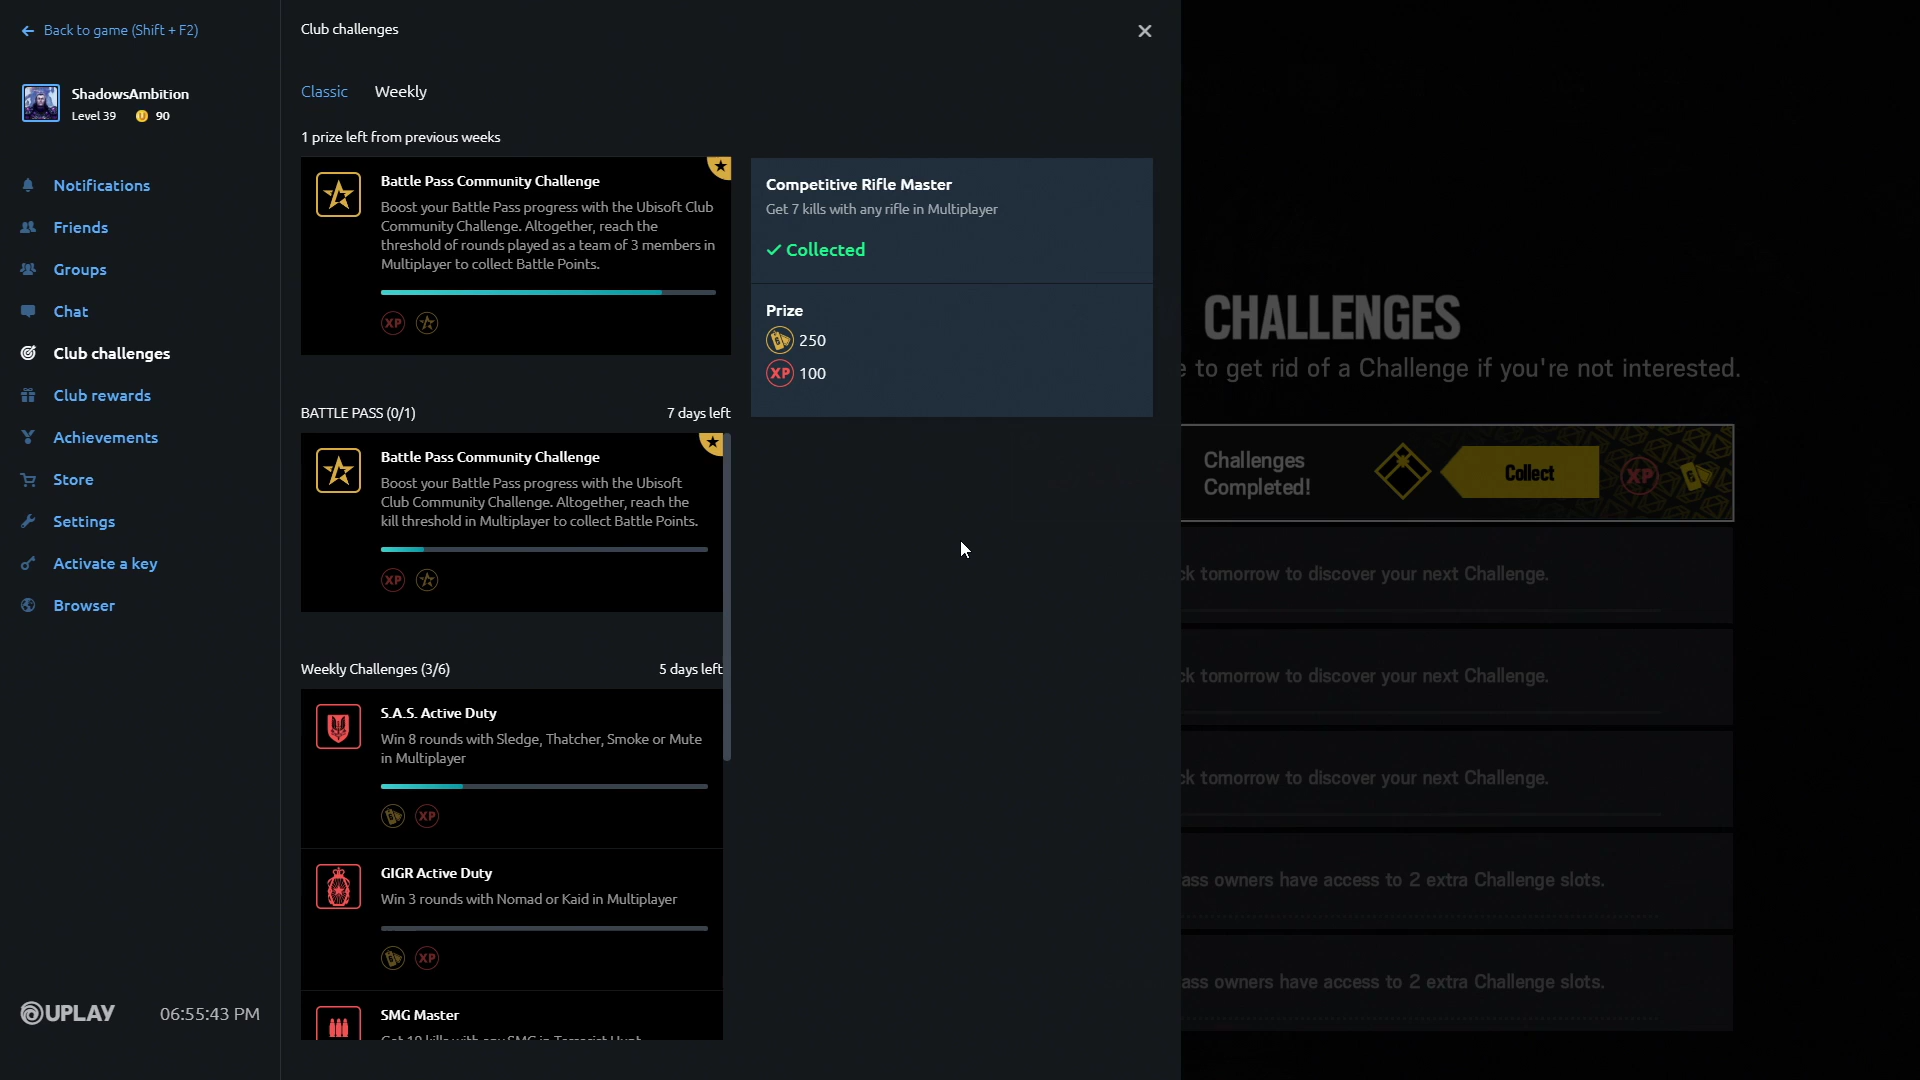 Back to game (Shift + F2)
ShadowsAmbition
Level 39 90
Notifications
Friends
Groups
Chat
Club challenges
Club rewards
Achievements
Store
Settings
Activate a key
Browser
UPLAY 06:55:43 PM
Club challenges
Classic Weekly
1 prize left from previous weeks
Battle Pass Community Challenge
Boost your Battle Pass progress with the Ubisoft Club
Community Challenge. Altogether, reach the
threshold of rounds played as a team of 3 members in
Multiplayer to collect Battle Points.
XP
BATTLE PASS (0/1) 7 days left
Battle Pass Community Challenge
Boost your Battle Pass progress with the Ubisoft
Club Community Challenge. Altogether, reach the
kill threshold in Multiplayer to collect Battle Points.
XP
Weekly Challenges (3/6) 5 days left
S.A.S. Active Duty
Win 8 rounds with Sledge, Thatcher, Smoke or Mute
in Multiplayer
XP
GIGR Active Duty
Win 3 rounds with Nomad or Kaid in Multiplayer
XP
SMG Master
Competitive Rifle Master
Get 7 kills with any rifle in Multiplayer
Collected
Prize
250
XP 100
CHALLENGES
e to get rid of a Challenge if you're not interested.
Challenges
Completed!
Collect
XP
ck tomorrow to discover your next Challenge.
ck tomorrow to discover your next Challenge.
ck tomorrow to discover your next Challenge.
ass owners have access to 2 extra Challenge slots.
ass owners have access to 2 extra Challenge slots.